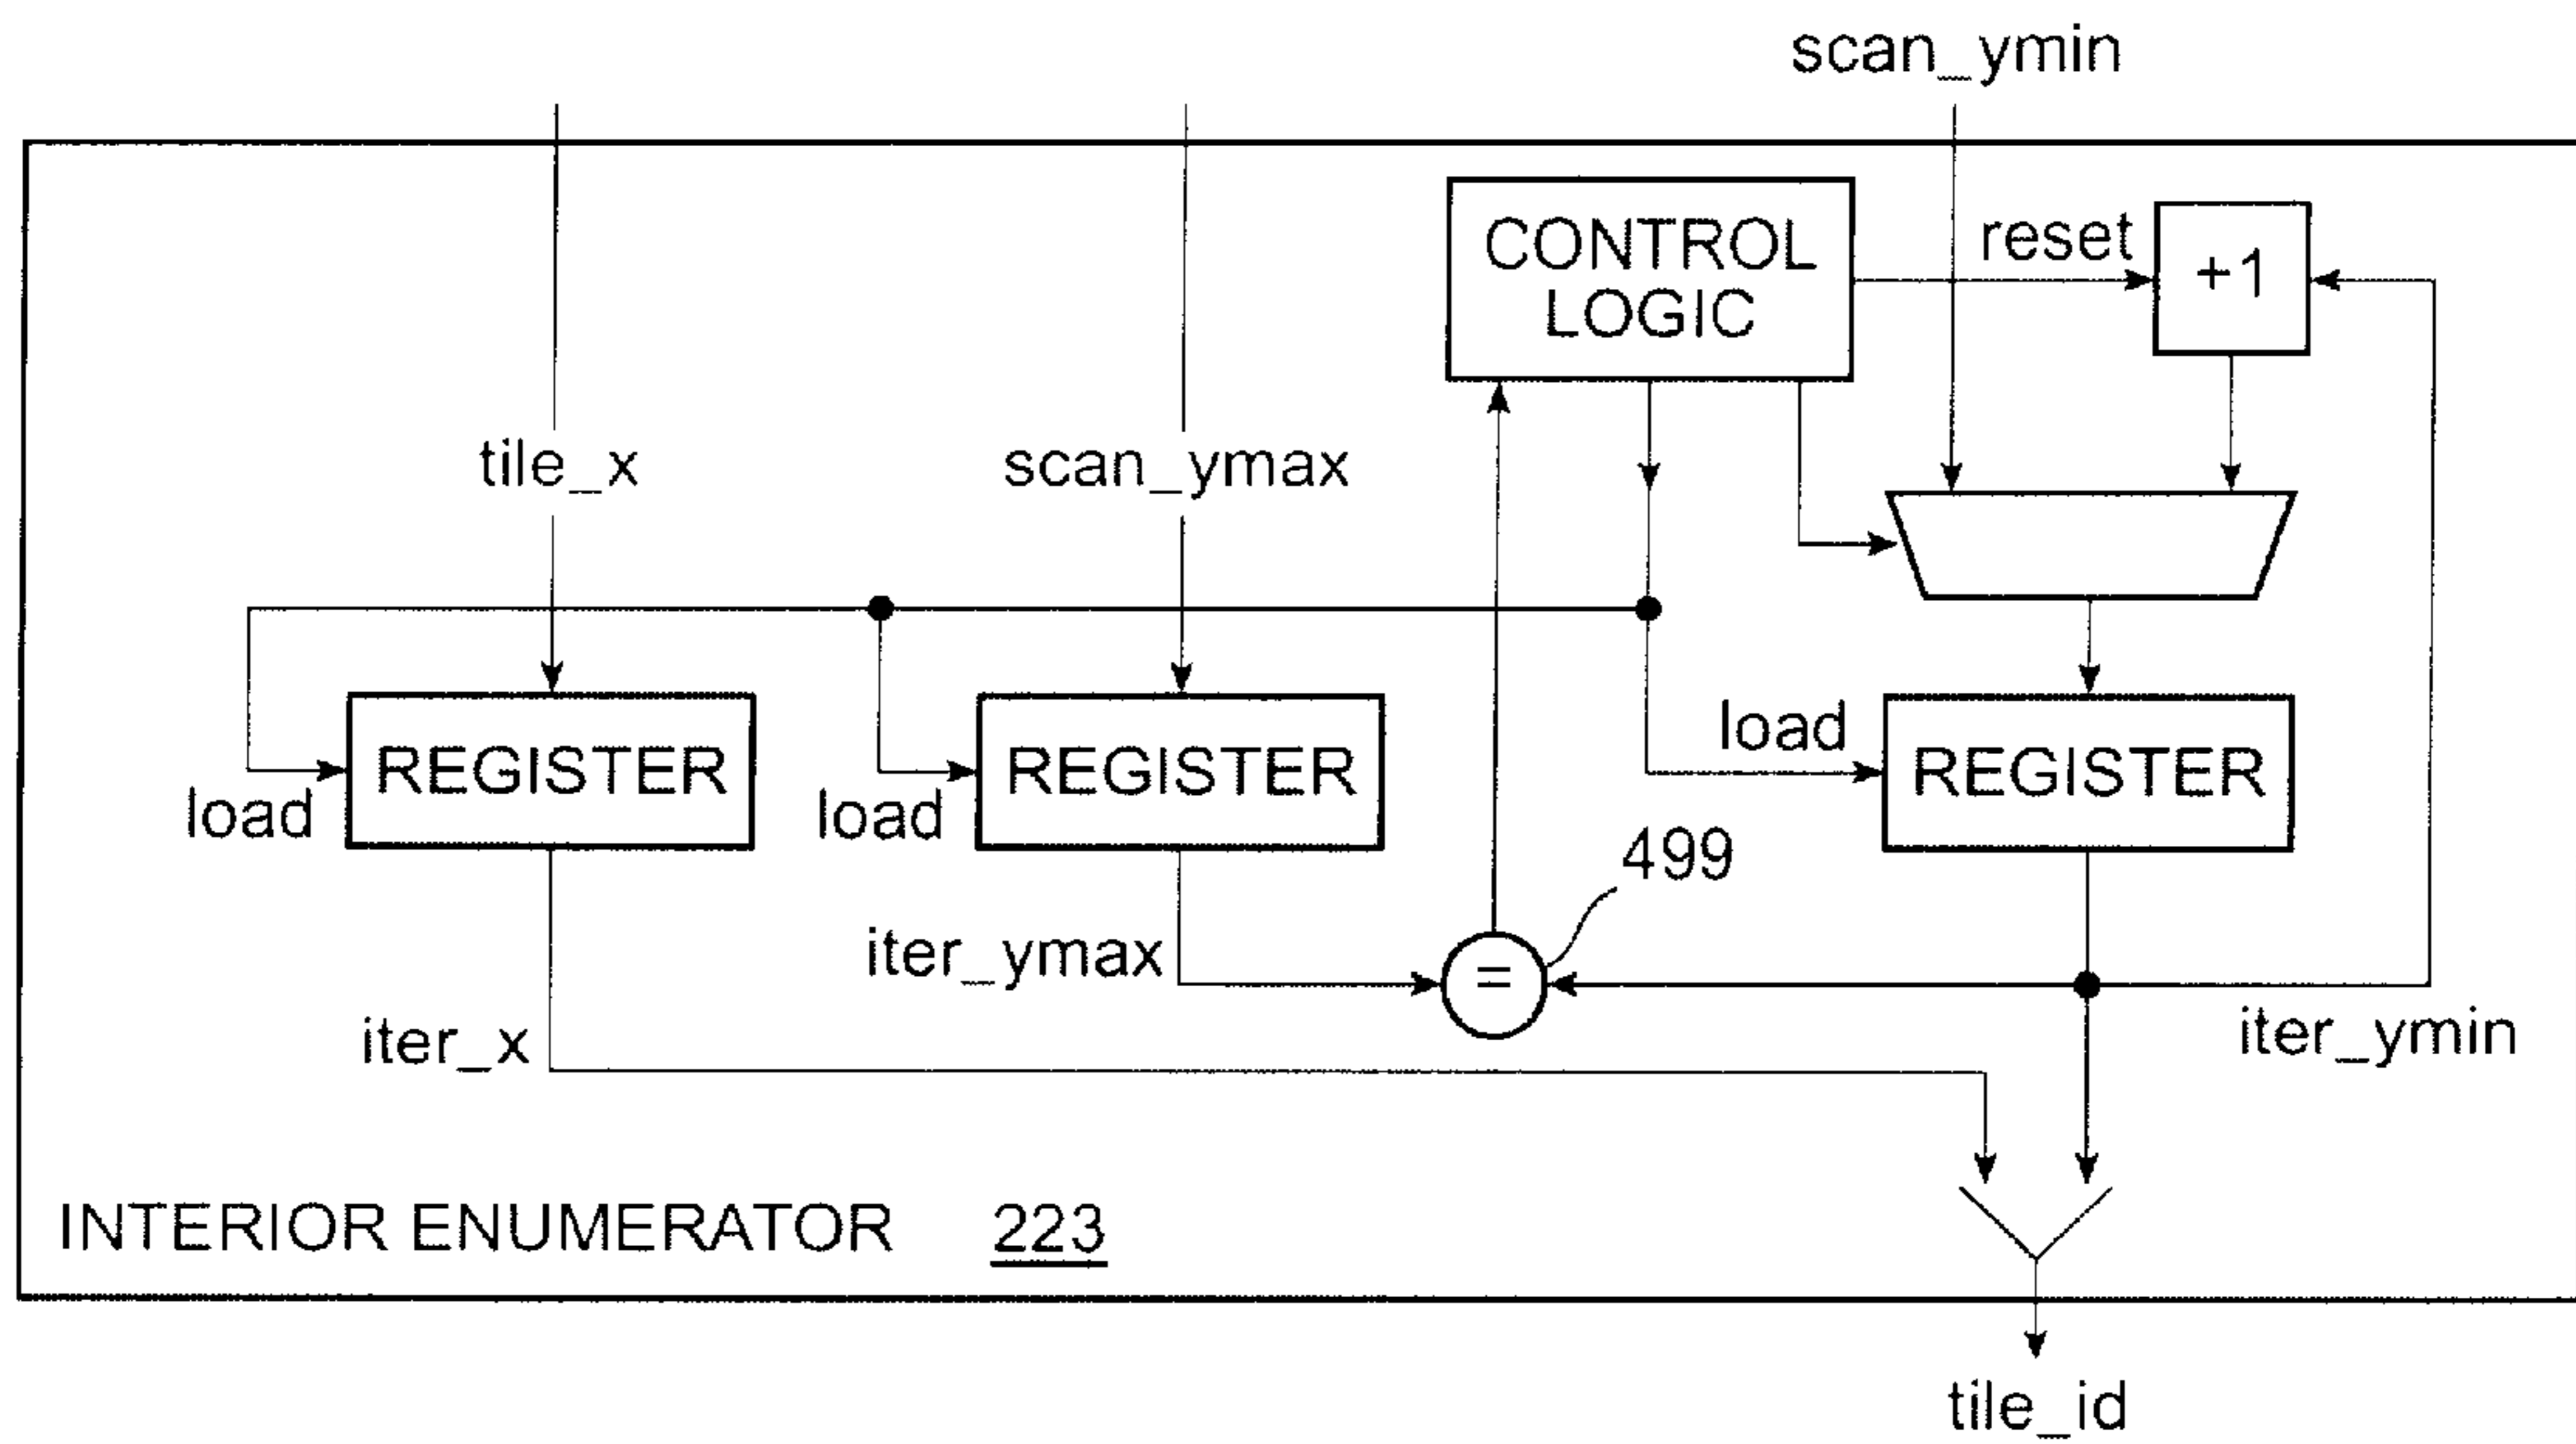 scan_ymin
CONTROL
LOGIC
reset
+1
tile_x
scan_ymax
load
REGISTER
load
REGISTER
load
REGISTER
499
=
iter_ymax
iter_x
iter_ymin
INTERIOR ENUMERATOR 223
tile_id